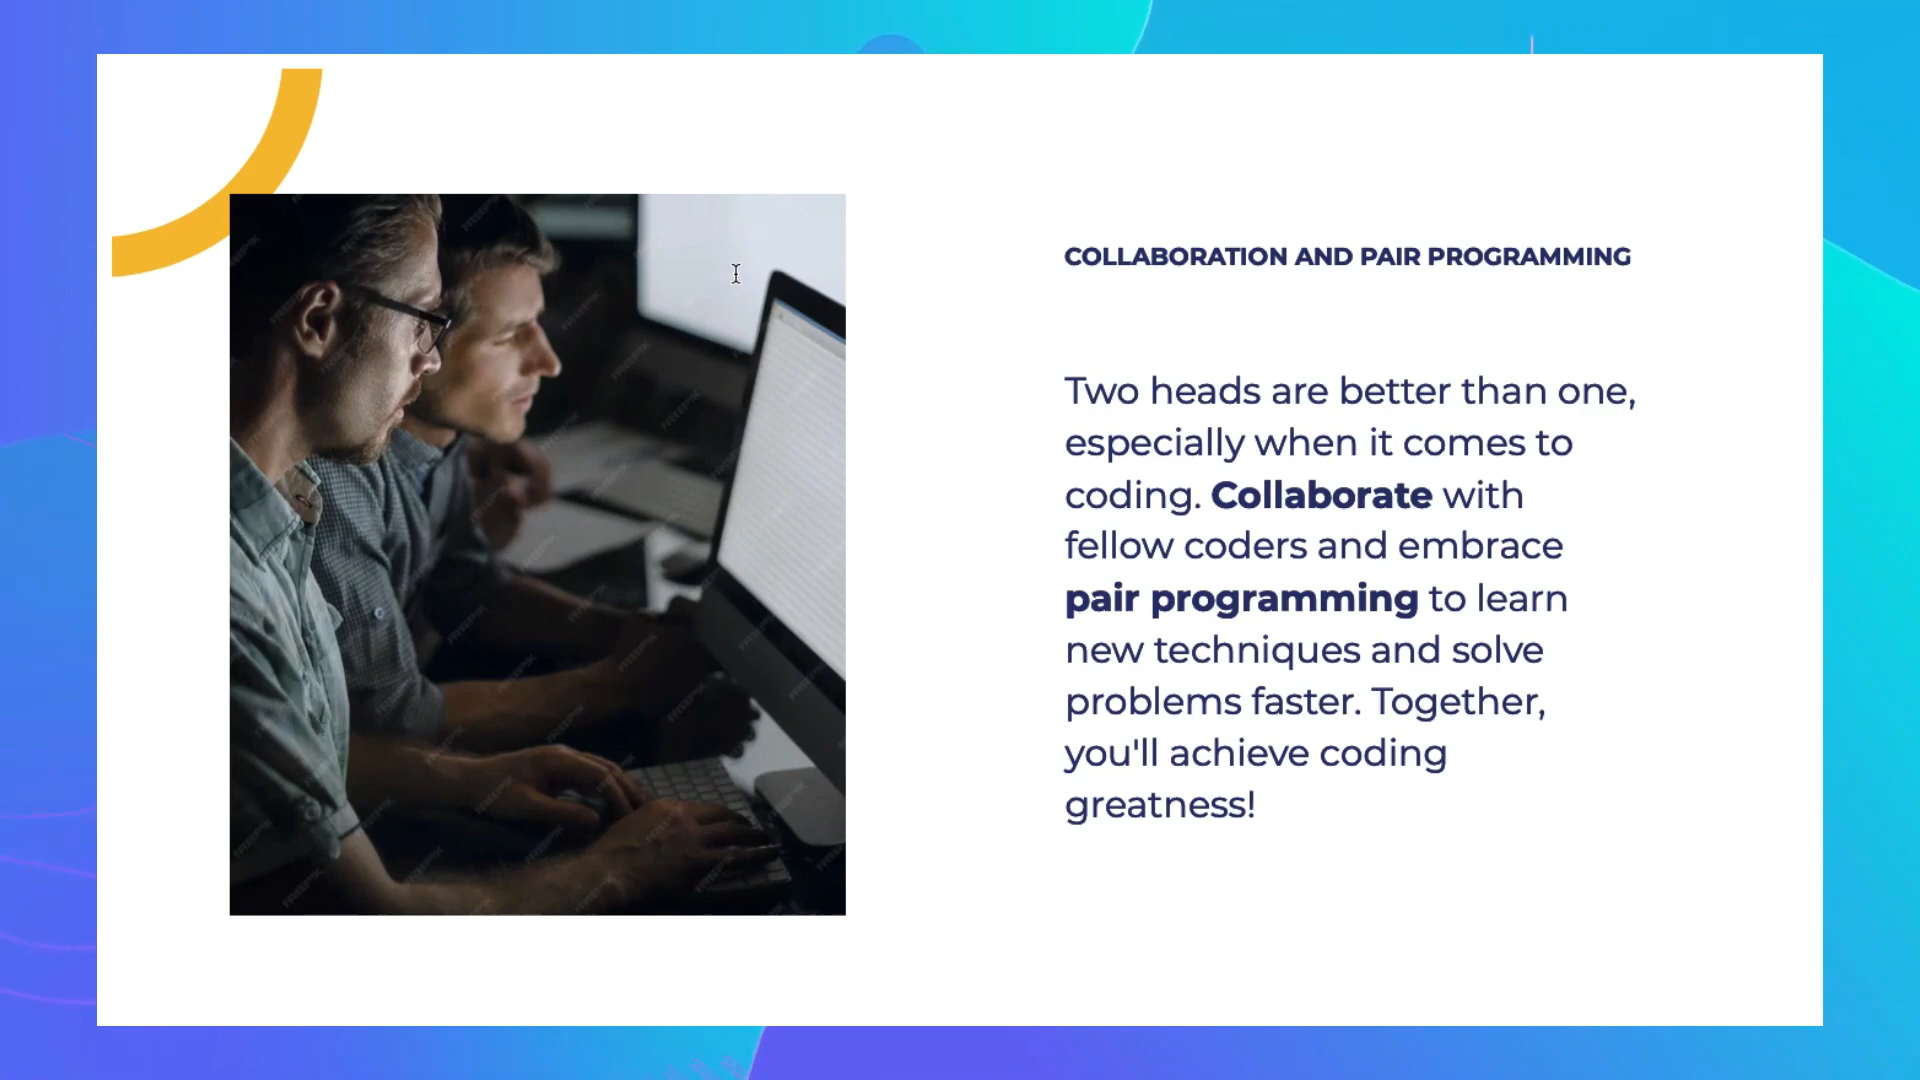 COLLABORATION AND PAIR PROGRAMMING
Two heads are better than one,
especially when it comes to
coding. Collaborate with
fellow coders and embrace
pair programming to learn
new techniques and solve
problems faster. Together,
you'll achieve coding
greatness!